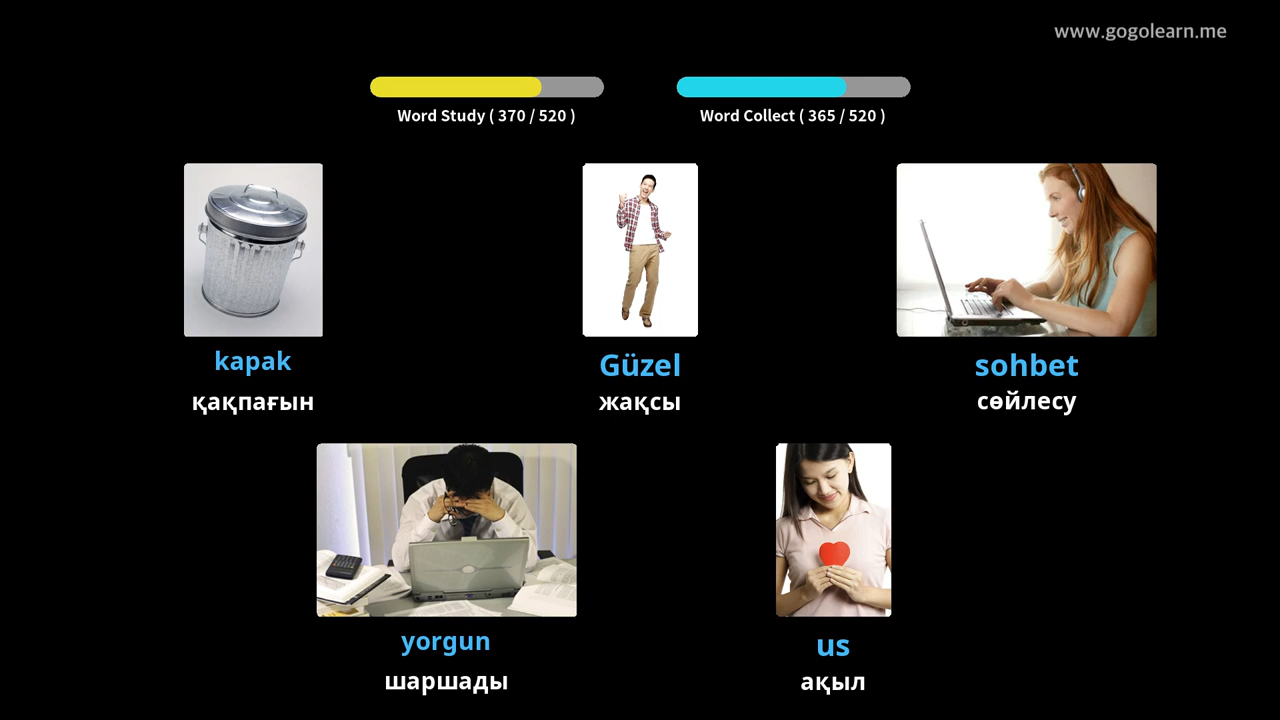 www.gogolearn.me
Word Study ( 370 / 520 )
Word Collect ( 365 / 520 )
kapak
қақпағын
Güzel
жақсы
sohbet
сөйлесу
yorgun
шаршады
us
ақыл